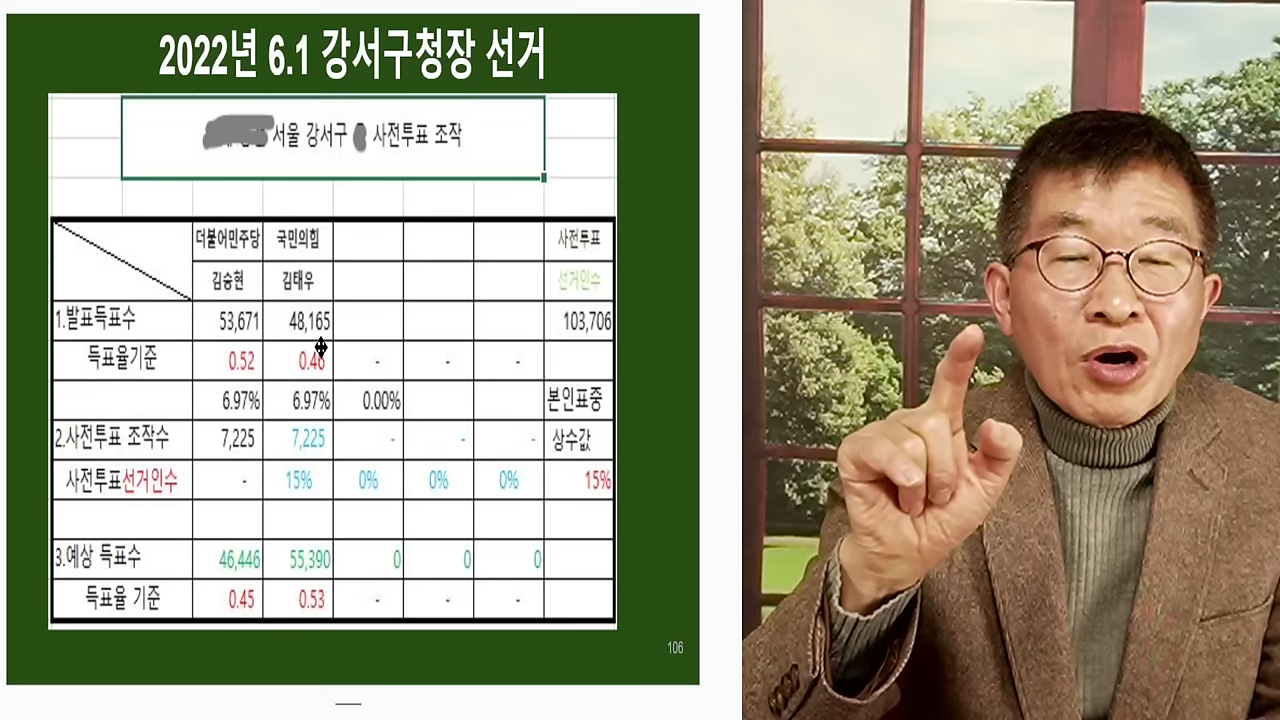 2022년 6.1 강서구청장 선거
서울 강서구 사전투표 조작
더불어민주당 국민의힘 사전투표
김승현 김태우 선거인수
1.발표득표수 53,671 48,165 103,706
득표율기준 0.52 0.46 - - -
6.97% 6.97% 0.00% 본인표중
2.사전투표 조작수 7,225 7,225 - - - 상수값
사전투표선거인수 - 15% 0% 0% 0% 15%
3.예상 득표수 46,446 55,390 0 0 0
득표율 기준 0.45 0.53 - - -
106